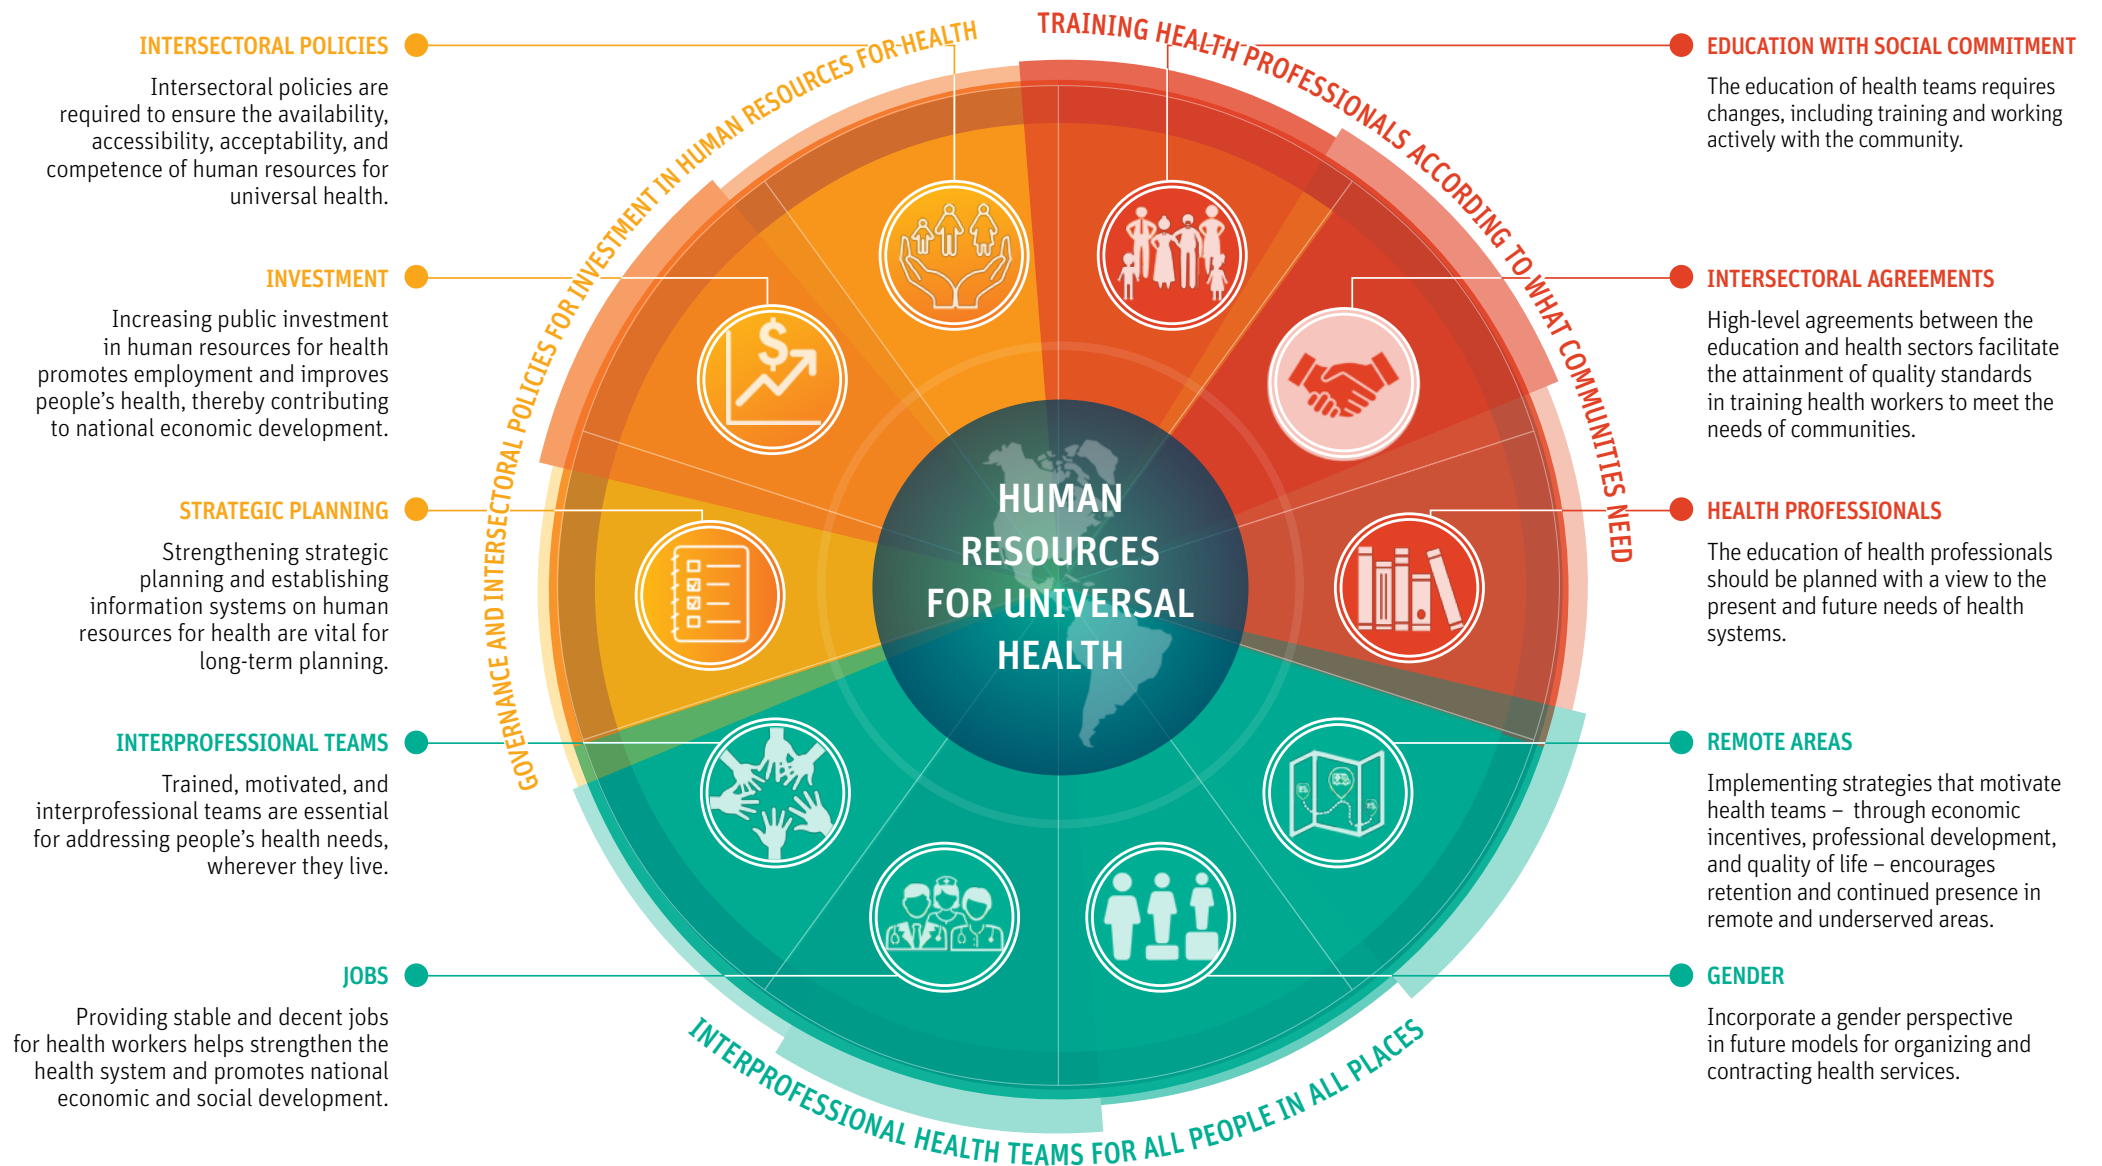 GOVERNANCE AND INTERSECTORAL POLICIES FOR INVESTMENT IN HUMAN RESOURCES FOR HEALTH
INTERSECTORAL POLICIES
Intersectoral policies are
required to ensure the availability,
accessibility, acceptability, and
competence of human resources for
universal health.
INVESTMENT
Increasing public investment
in human resources for health
promotes employment and improves
people's health, thereby contributing
to national economic development.
$
STRATEGIC PLANNING
Strengthening strategic
planning and establishing
information systems on human
resources for health are vital for
long-term planning.
INTERPROFESSIONAL TEAMS
Trained, motivated, and
interprofessional teams are essential
for addressing people's health needs,
wherever they live.
JOBS
Providing stable and decent jobs
for health workers helps strengthen the
health system and promotes national
economic and social development.
HUMAN
RESOURCES
FOR UNIVERSAL
HEALTH
TRAINING HEALTH PROFESSIONALS ACCORDING TO WHAT COMMUNITIES NEED
EDUCATION WITH SOCIAL COMMITMENT
The education of health teams requires
changes, including training and working
actively with the community.
INTERSECTORAL AGREEMENTS
High-level agreements between the
education and health sectors facilitate
the attainment of quality standards
in training health workers to meet the
needs of communities.
HEALTH PROFESSIONALS
The education of health professionals
should be planned with a view to the
present and future needs of health
systems.
REMOTE AREAS
Implementing strategies that motivate
health teams – through economic
incentives, professional development,
and quality of life – encourages
retention and continued presence in
remote and underserved areas.
GENDER
Incorporate a gender perspective
in future models for organizing and
contracting health services.
INTERPROFESSIONAL HEALTH TEAMS FOR ALL PEOPLE IN ALL PLACES